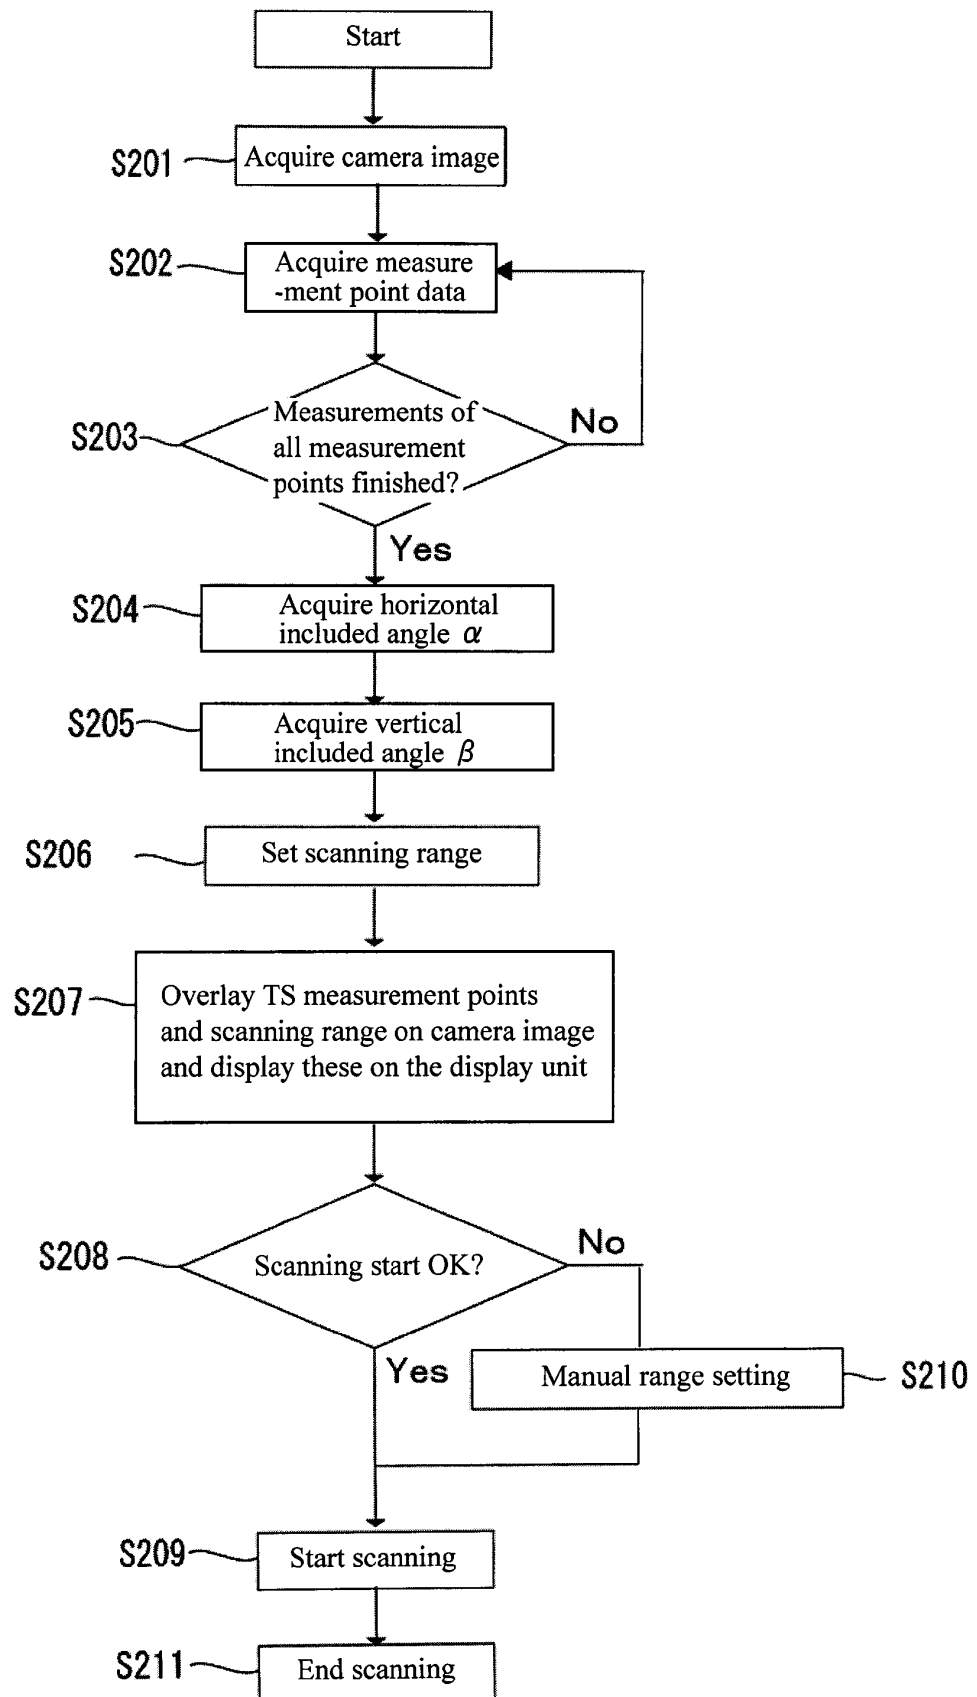 Start
S201
Acquire camera image
S202
Acquire measure
-ment point data
S203
Measurements of
all measurement
points finished?
No
Yes
S204
Acquire horizontal
included angle α
S205
Acquire vertical
included angle β
S206
Set scanning range
S207
Overlay TS measurement points
and scanning range on camera image
and display these on the display unit
S208
Scanning start OK?
No
Yes
Manual range setting
S210
S209
Start scanning
S211
End scanning